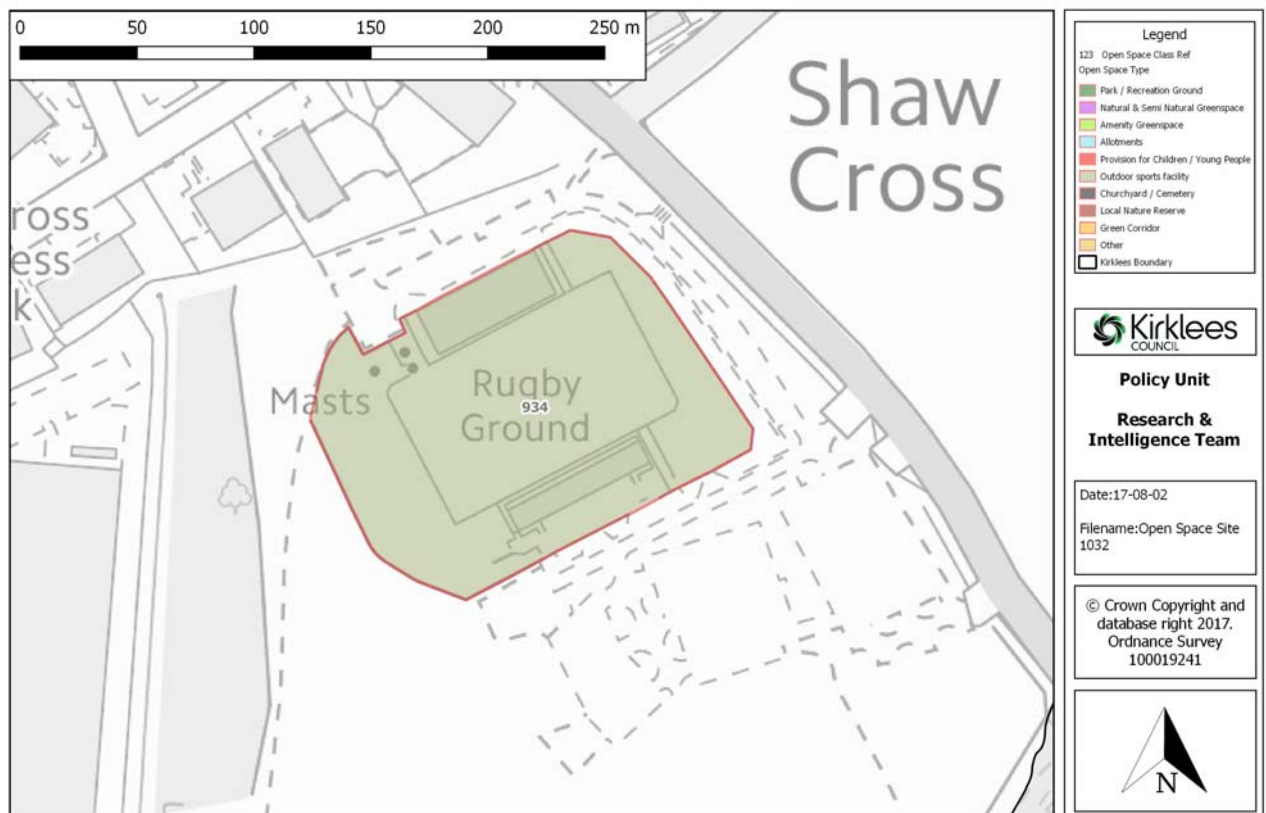 0 50 100 150 200 250 m
Shaw
Cross
ross
ess
k
Masts
Rugby
934
Ground
Legend
123 Open Space Class Ref
Open Space Type
Park / Recreation Ground
Natural & Semi Natural Greenspace
Amenity Greenspace
Allotments
Provision for Children / Young People
Outdoor sports facility
Churchyard / Cemetery
Local Nature Reserve
Green Corridor
Other
Kirklees Boundary
Kirklees
COUNCIL
Policy Unit
Research &
Intelligence Team
Date:17-08-02
Filename:Open Space Site
1032
© Crown Copyright and
database right 2017.
Ordnance Survey
100019241
N